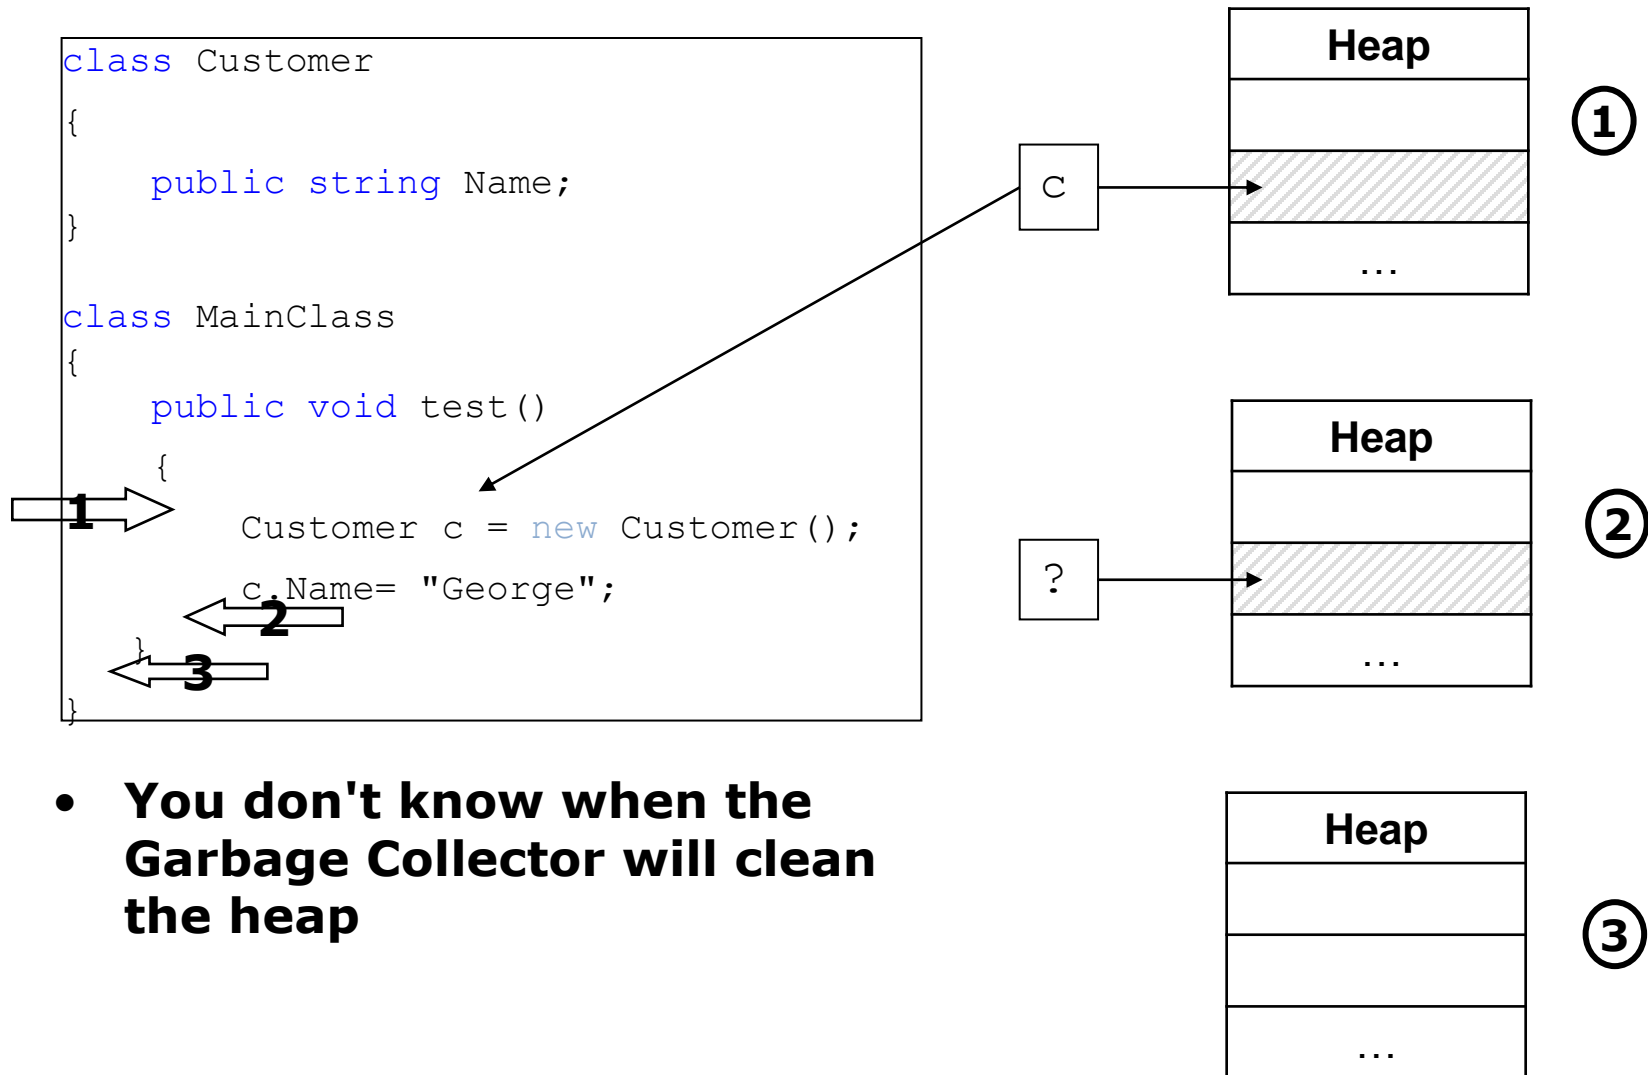 class Customer
{
public string Name;
}
class MainClass
{
public void test()
{
1
Customer c = new Customer();
c.Name= "George";
2
}
3
}
• You don't know when the
Garbage Collector will clean
the heap
Heap
1
c
...
Heap
2
?
...
Heap
3
...